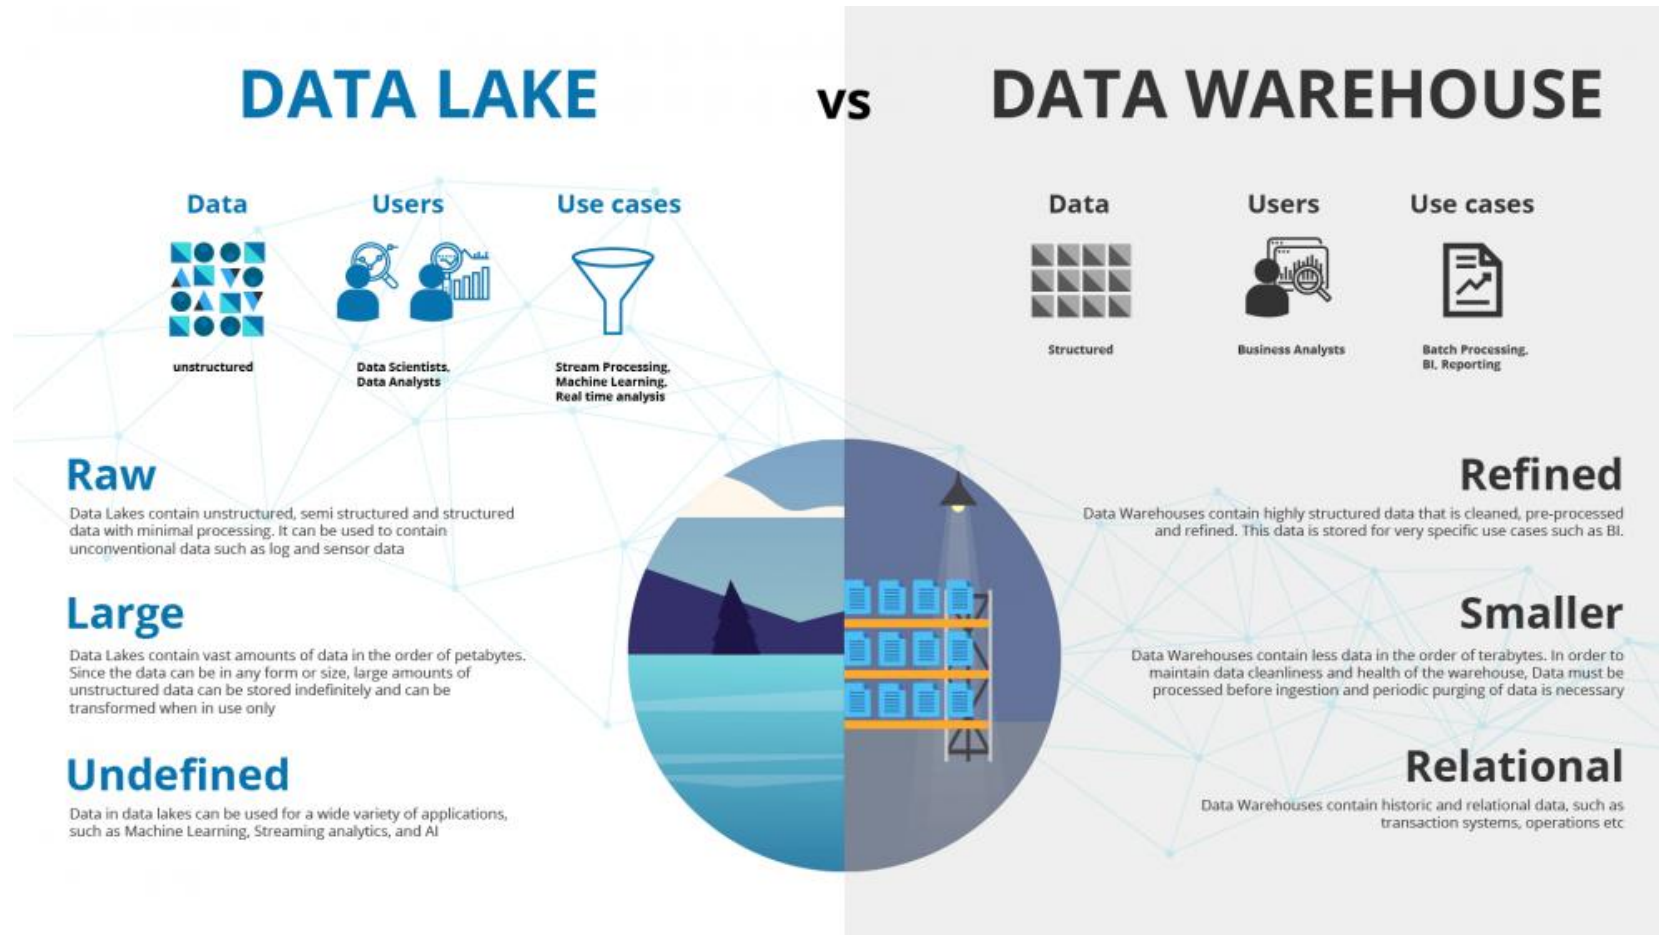 DATA LAKE
vs
DATA WAREHOUSE
Data
Users
Use cases
unstructured
Data Scientists,
Data Analysts
Stream Processing,
Machine Learning,
Real time analysis
Data
Users
Use cases
Structured
Business Analysts
Batch Processing,
BI, Reporting
Raw
Data Lakes contain unstructured, semi structured and structured
data with minimal processing. It can be used to contain
unconventional data such as log and sensor data
Large
Data Lakes contain vast amounts of data in the order of petabytes.
Since the data can be in any form or size, large amounts of
unstructured data can be stored indefinitely and can be
transformed when in use only
Undefined
Data in data lakes can be used for a wide variety of applications,
such as Machine Learning, Streaming analytics, and AI
Refined
Data Warehouses contain highly structured data that is cleaned, pre-processed
and refined. This data is stored for very specific use cases such as BI.
Smaller
Data Warehouses contain less data in the order of terabytes. In order to
maintain data cleanliness and health of the warehouse, Data must be
processed before ingestion and periodic purging of data is necessary
Relational
Data Warehouses contain historic and relational data, such as
transaction systems, operations etc